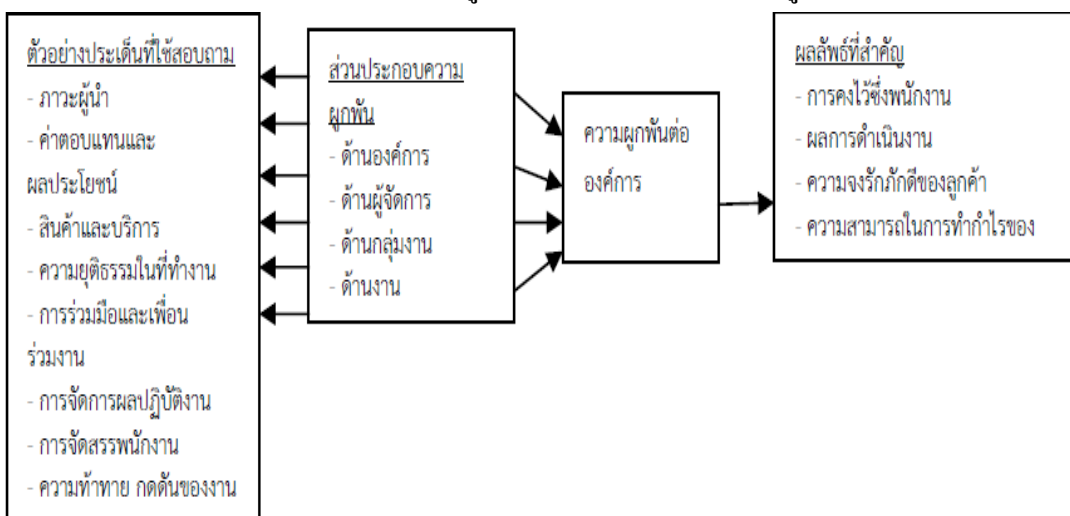 ตัวอย่างประเด็นที่ใช้สอบถาม
- ภาวะผู้นำ
- ค่าตอบแทนและ
ผลประโยชน์
- สินค้าและบริการ
- ความยุติธรรมในที่ทำงาน
- การร่วมมือและเพื่อน
ร่วมงาน
- การจัดการผลปฏิบัติงาน
- การจัดสรรพนักงาน
- ความท้าทาย กดดันของงาน
ส่วนประกอบความ
ผูกพัน
- ด้านองค์การ
- ด้านผู้จัดการ
- ด้านกลุ่มงาน
- ด้านงาน
ความผูกพันต่อ
องค์การ
ผลลัพธ์ที่สำคัญ
- การคงไว้ซึ่งพนักงาน
- ผลการดำเนินงาน
- ความจงรักภักดีของลูกค้า
- ความสามารถในการทำกำไรของ